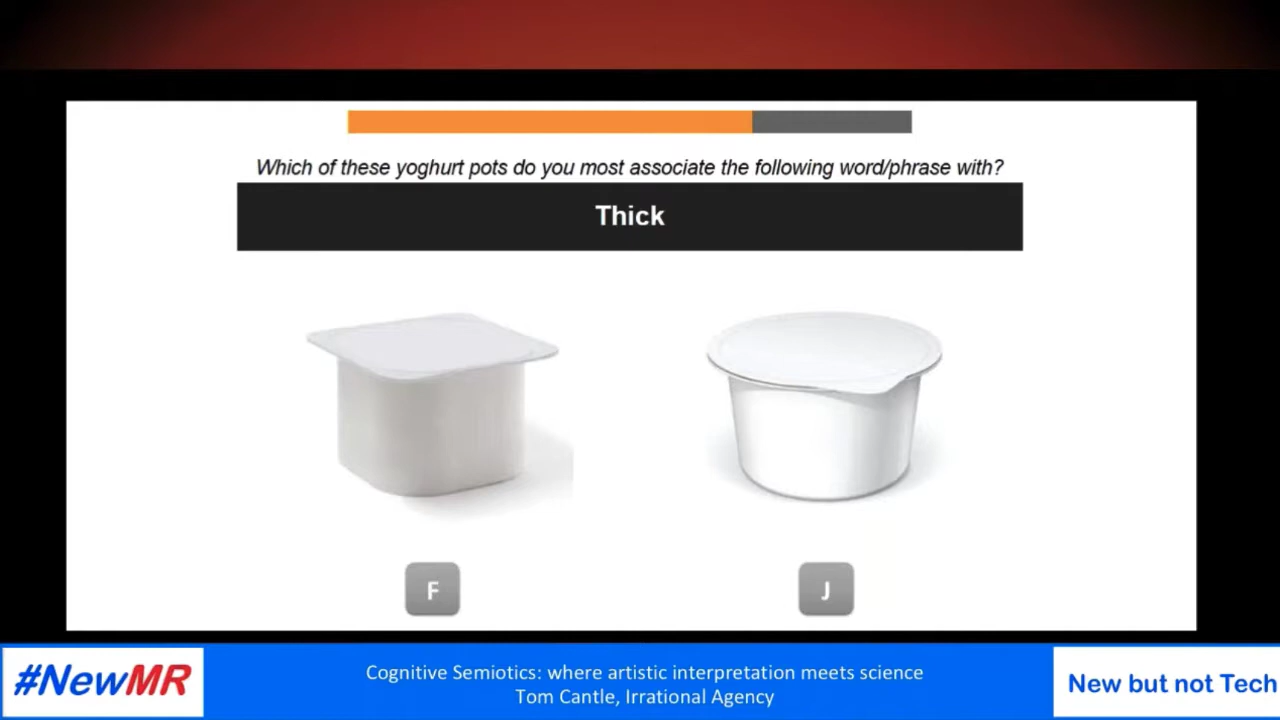 Which of these yoghurt pots do you most associate the following word/phrase with?
Thick
F
J
#NewMR
Cognitive Semiotics: where artistic interpretation meets science
Tom Cantle, Irrational Agency
New but not Tech